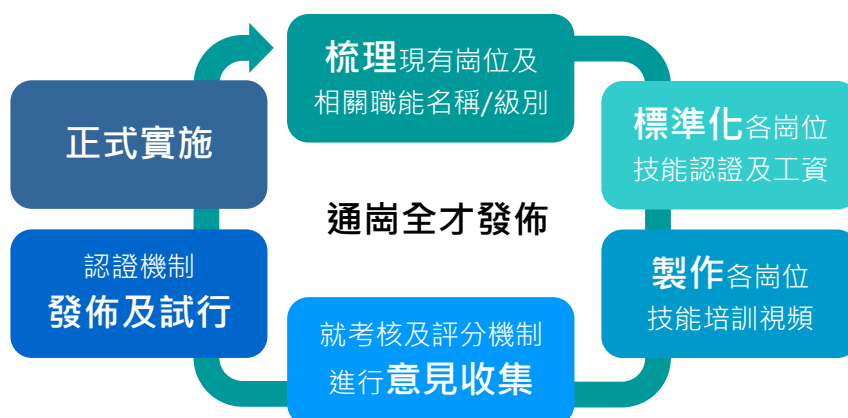 梳理現有崗位及
相關職能名稱/級別
標準化各崗位
技能認證及工資
製作各崗位
技能培訓視頻
就考核及評分機制
進行意見收集
認證機制
發佈及試行
正式實施
通崗全才發佈